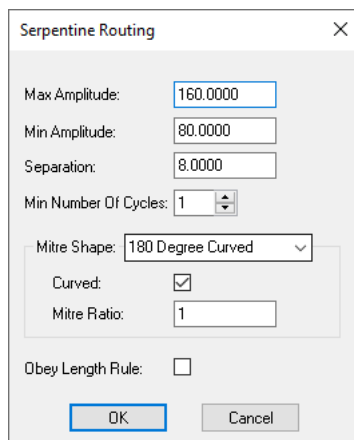 Serpentine Routing
Max Amplitude: 160.0000
Min Amplitude: 80.0000
Separation: 8.0000
Min Number Of Cycles: 1
Mitre Shape: 180 Degree Curved
Curved:
Mitre Ratio: 1
Obey Length Rule:
OK Cancel